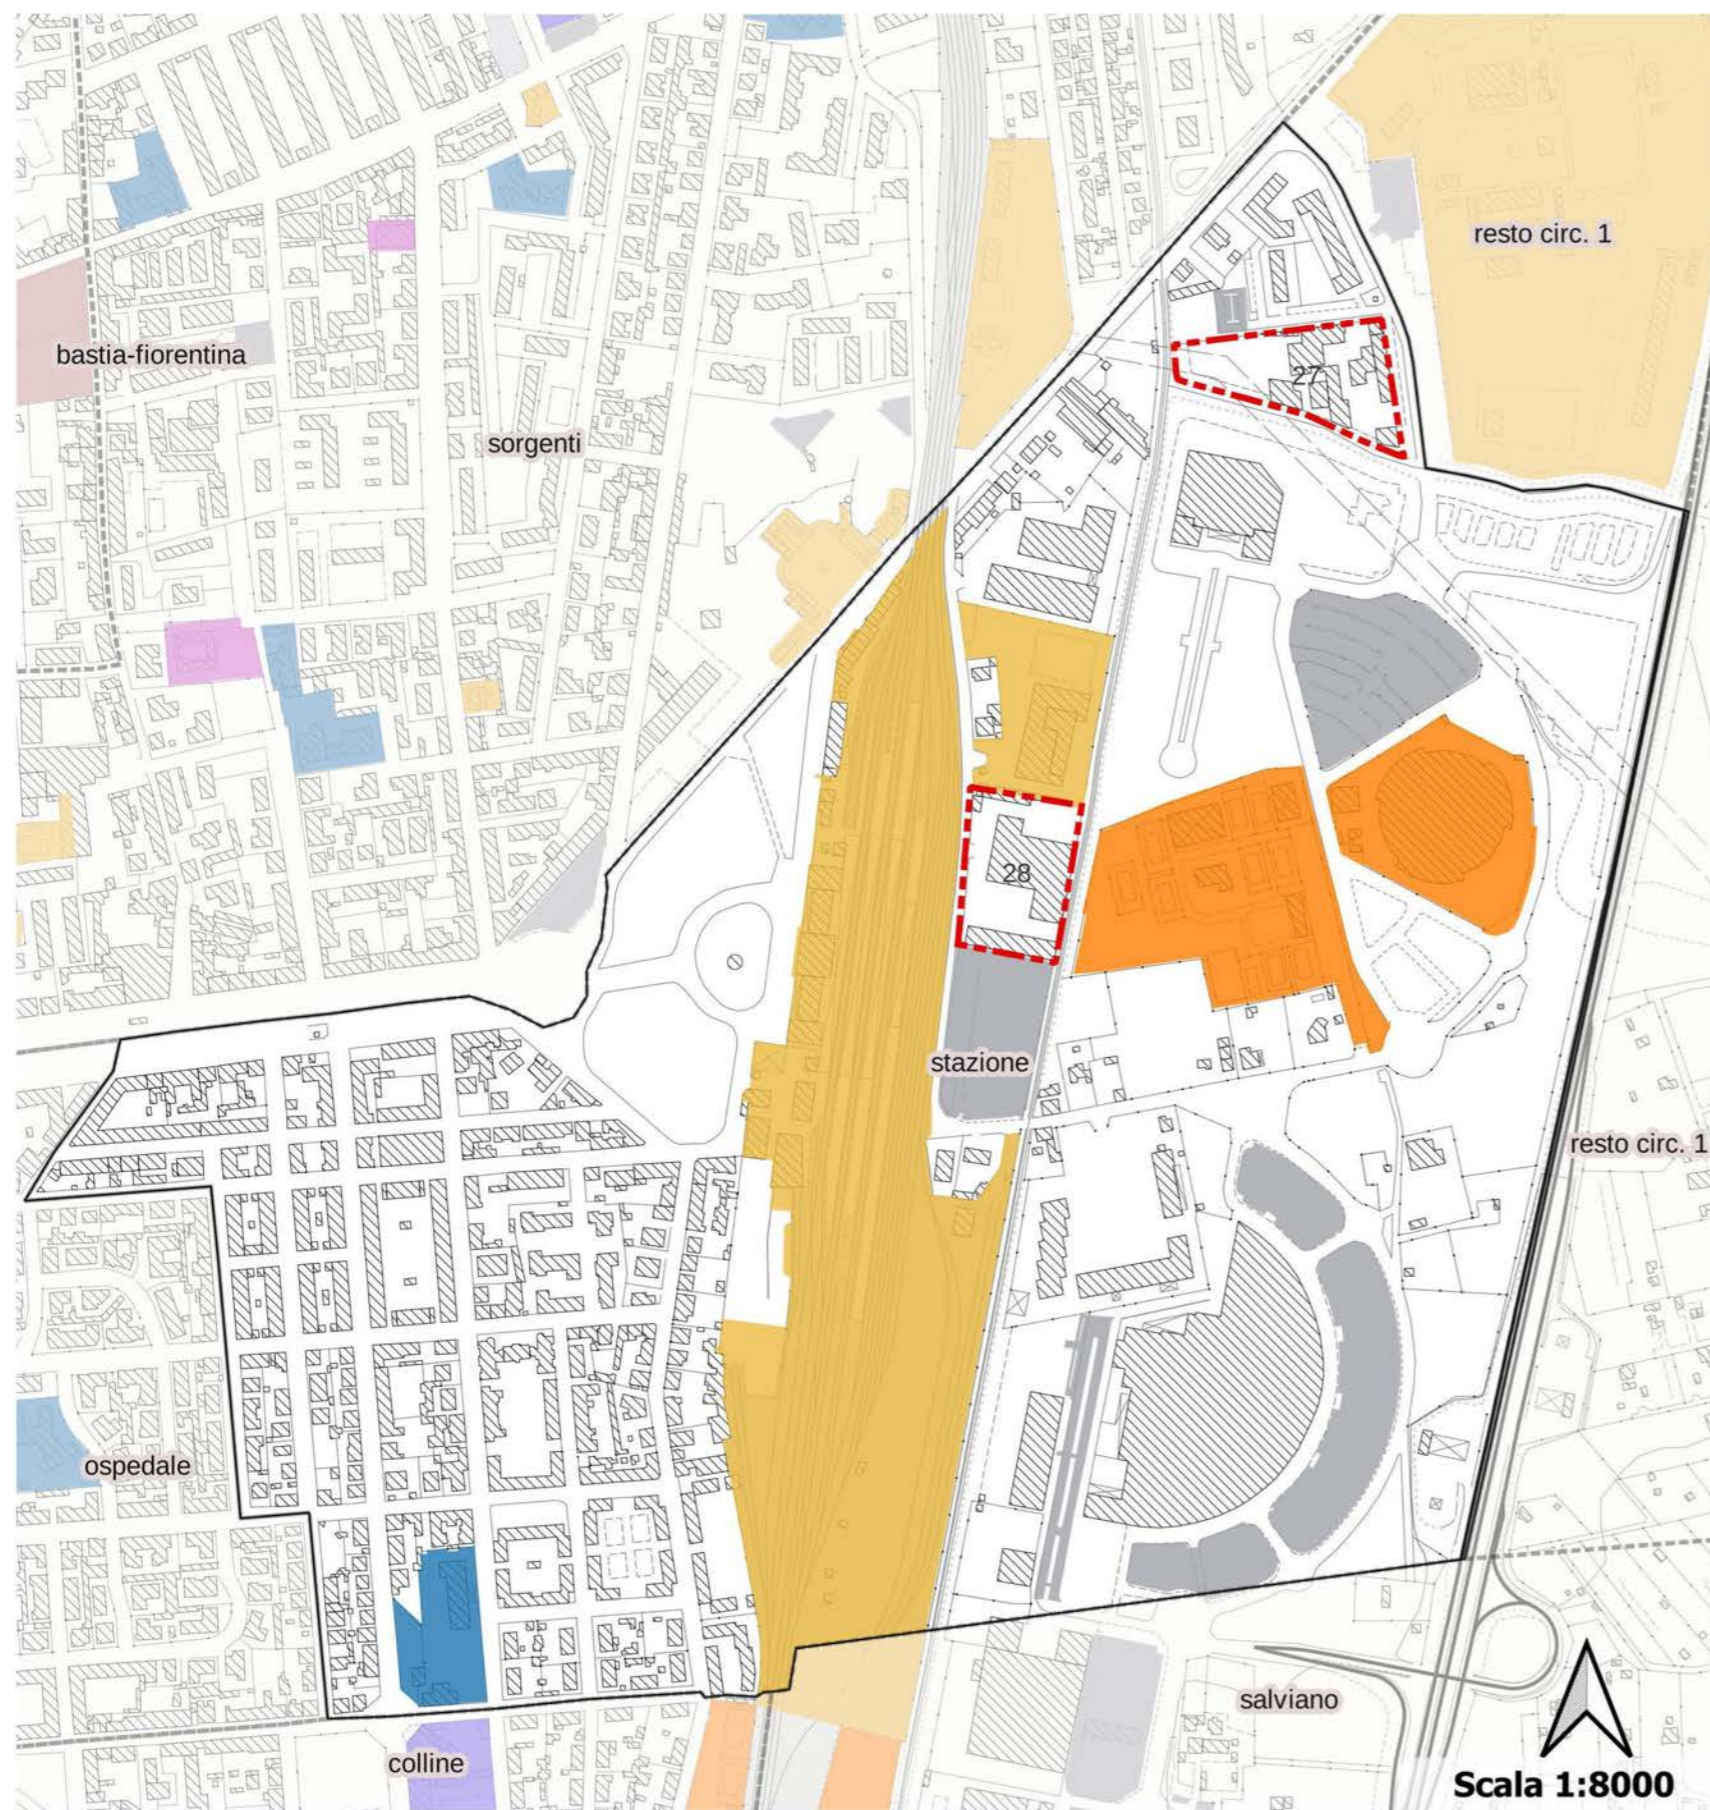 resto circ. 1
bastia-fiorentina
27
sorgenti
28
stazione
resto circ. 1
ospedale
salviano
colline
Scala 1:8000